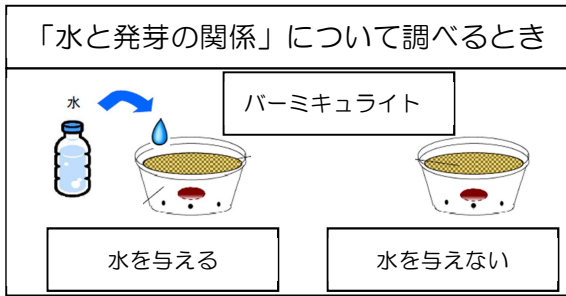 「水と発芽の関係」について調べるとき
水
バーミキュライト
水を与える
水を与えない